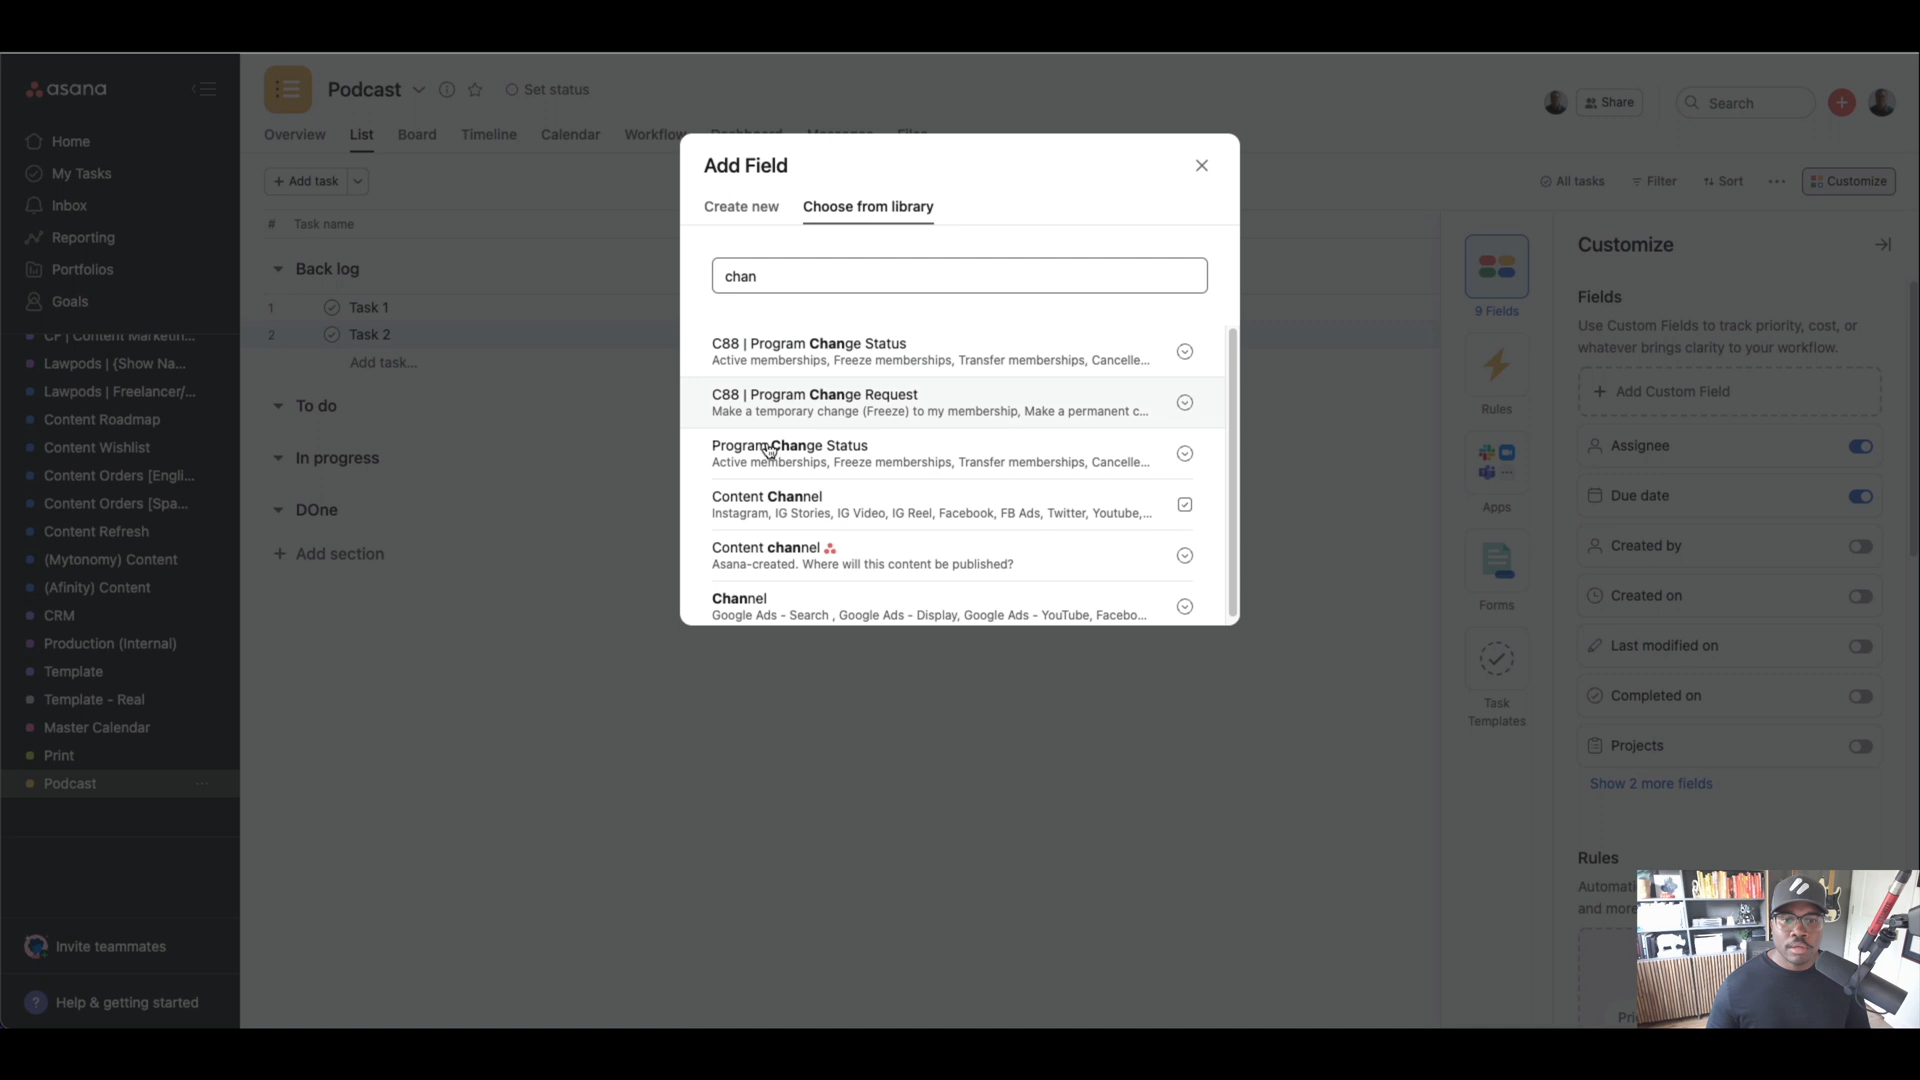 asana
Home
My Tasks
Inbox
Reporting
Portfolios
Goals
CF | Content Marketin...
Lawpods | {Show Na...
Lawpods | Freelancer/...
Content Roadmap
Content Wishlist
Content Orders [Engli...
Content Orders [Spa...
Content Refresh
(Mytonomy) Content
(Afinity) Content
CRM
Production (Internal)
Template
Template - Real
Master Calendar
Print
Podcast
Invite teammates
? Help & getting started
Podcast
Set status
Share
Search
Overview
List
Board
Timeline
Calendar
Workflow
Dashboard
Messages
Files
+ Add task
All tasks
Filter
Sort
Customize
# Task name
Back log
1 Task 1
2 Task 2
Add task...
To do
In progress
DOne
+ Add section
Add Field
Create new
Choose from library
chan
C88 | Program Change Status
Active memberships, Freeze memberships, Transfer memberships, Cancelle...
C88 | Program Change Request
Make a temporary change (Freeze) to my membership, Make a permanent c...
Program Change Status
Active memberships, Freeze memberships, Transfer memberships, Cancelle...
Content Channel
Instagram, IG Stories, IG Video, IG Reel, Facebook, FB Ads, Twitter, Youtube,...
Content channel
Asana-created. Where will this content be published?
Channel
Google Ads - Search , Google Ads - Display, Google Ads - YouTube, Facebo...
9 Fields
Rules
Apps
Forms
Task
Templates
Customize
Fields
Use Custom Fields to track priority, cost, or
whatever brings clarity to your workflow.
+ Add Custom Field
Assignee
Due date
Created by
Created on
Last modified on
Completed on
Projects
Show 2 more fields
Rules
Automati
and more
Pri